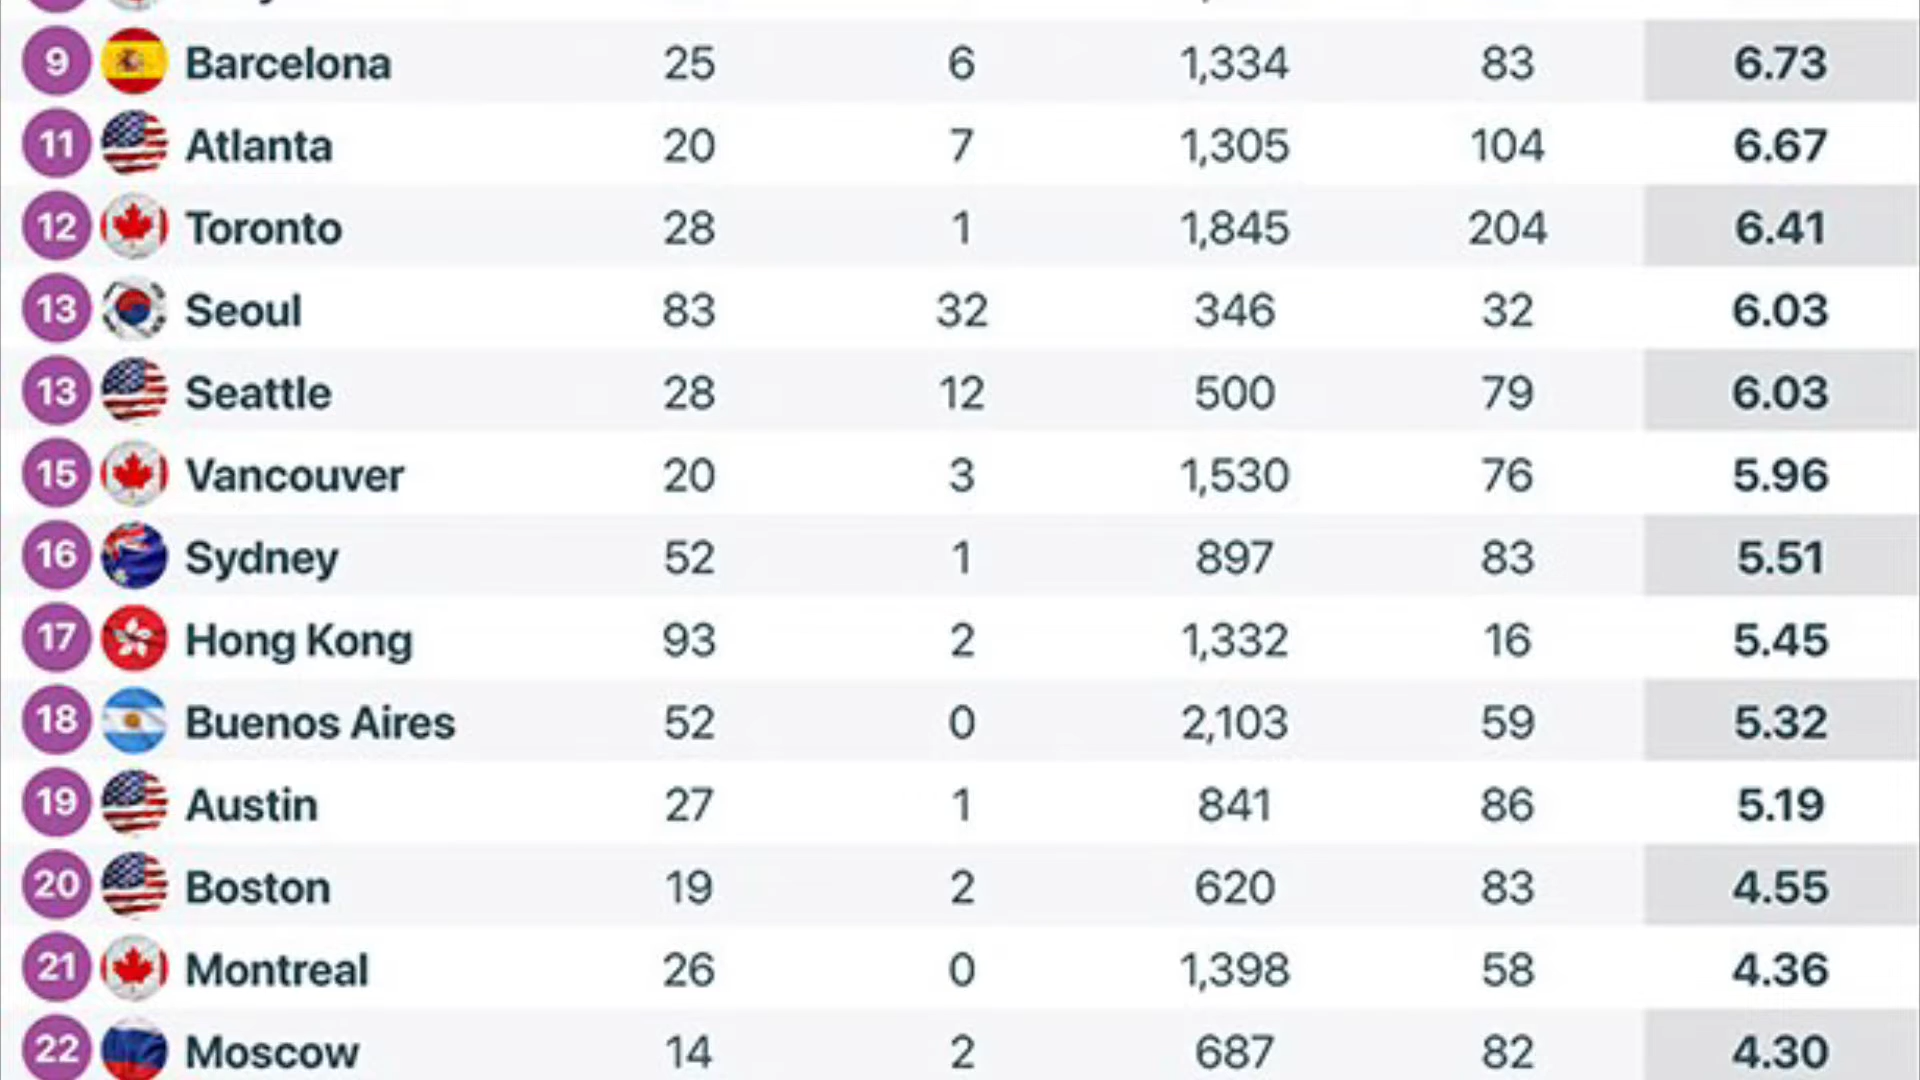 9 Barcelona 25 6 1,334 83 6.73
11 Atlanta 20 7 1,305 104 6.67
12 Toronto 28 1 1,845 204 6.41
13 Seoul 83 32 346 32 6.03
13 Seattle 28 12 500 79 6.03
15 Vancouver 20 3 1,530 76 5.96
16 Sydney 52 1 897 83 5.51
17 Hong Kong 93 2 1,332 16 5.45
18 Buenos Aires 52 0 2,103 59 5.32
19 Austin 27 1 841 86 5.19
20 Boston 19 2 620 83 4.55
21 Montreal 26 0 1,398 58 4.36
22 Moscow 14 2 687 82 4.30